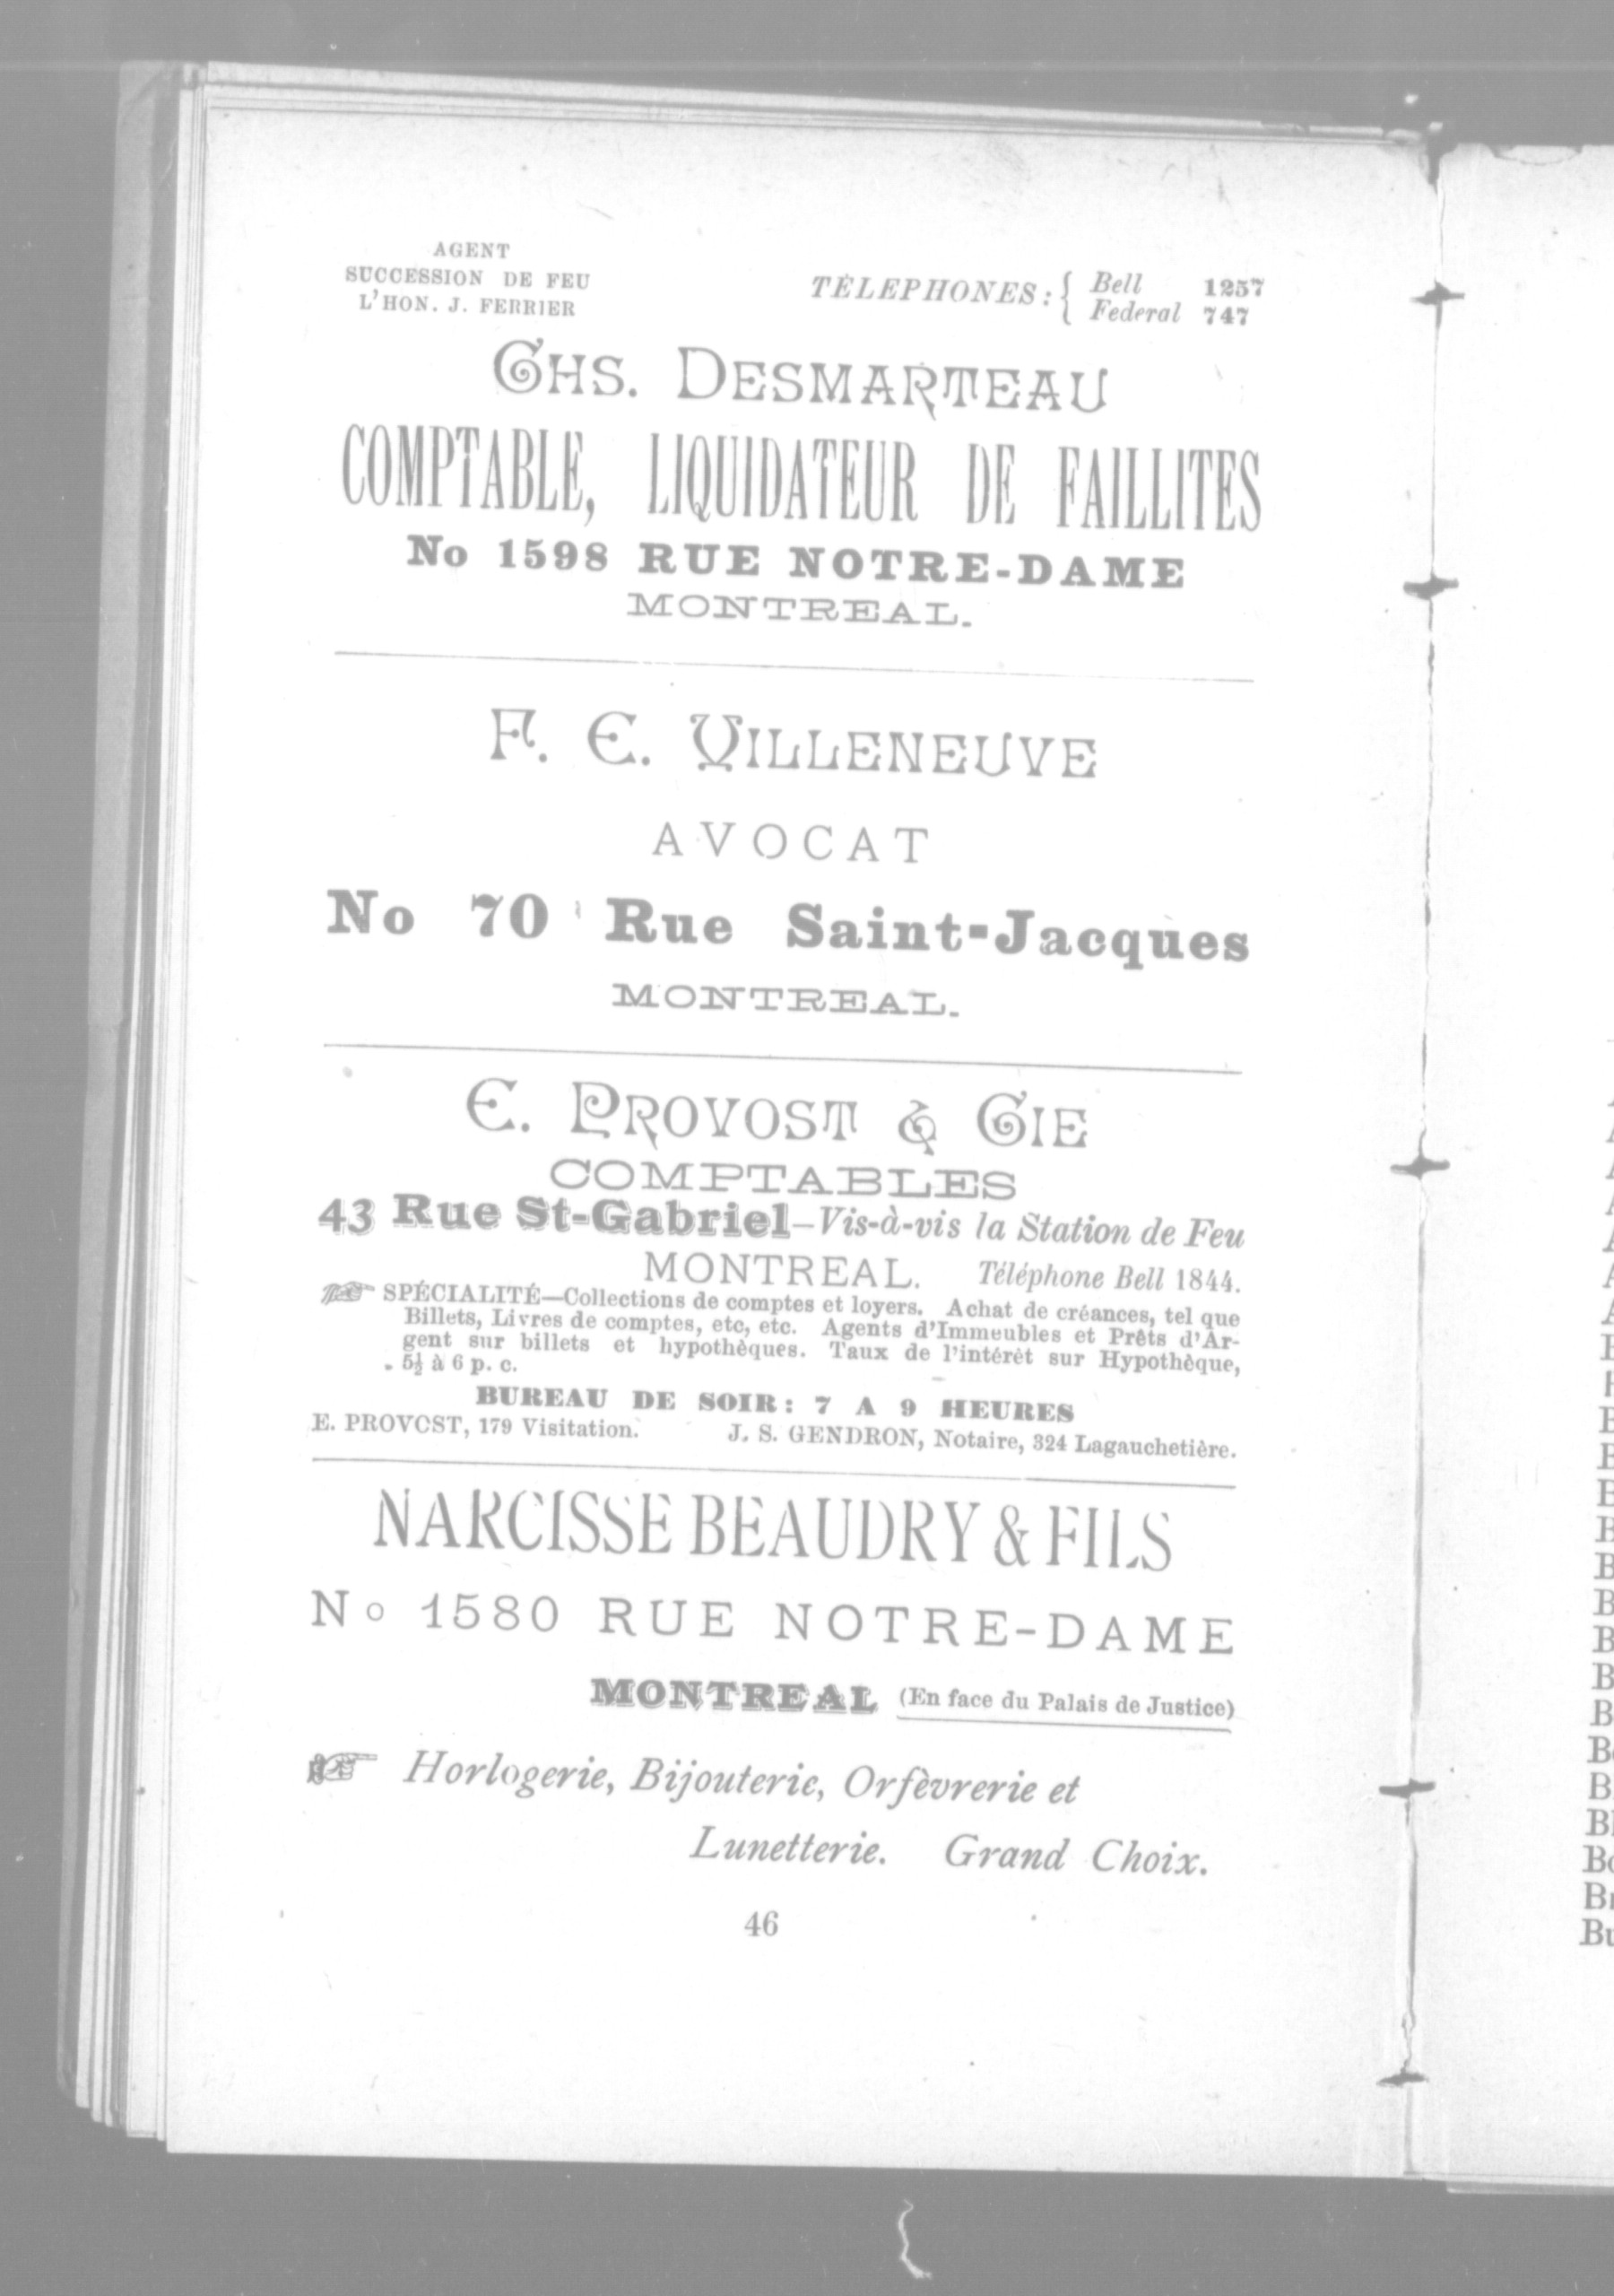 AGENT
SUCCESSION DE FEU
L'HON. J. FERRIER
TÉLEPHONES: { Bell 1257
Federal 747
CHS. DESMARTEAU
COMPTABLE, LIQUIDATEUR DE FAILLITES
No 1598 RUE NOTRE-DAME
MONTREAL.
F. E. VILLENEUVE
AVOCAT
No 70 Rue Saint-Jacques
MONTREAL.
E. PROVOST & CIE
COMPTABLES
43 Rue St-Gabriel—Vis-à-vis la Station de Feu
MONTREAL. Téléphone Bell 1844.
☞ SPÉCIALITÉ—Collections de comptes et loyers. Achat de créances, tel que
Billets, Livres de comptes, etc, etc. Agents d'Immeubles et Prêts d'Ar-
gent sur billets et hypothèques. Taux de l'intérêt sur Hypothèque,
5½ à 6 p. c.
BUREAU DE SOIR: 7 A 9 HEURES
E. PROVOST, 179 Visitation. J. S. GENDRON, Notaire, 324 Lagauchetière.
NARCISSE BEAUDRY & FILS
No 1580 RUE NOTRE-DAME
MONTREAL (En face du Palais de Justice)
☞ Horlogerie, Bijouterie, Orfèvrerie et
Lunetterie. Grand Choix.
46